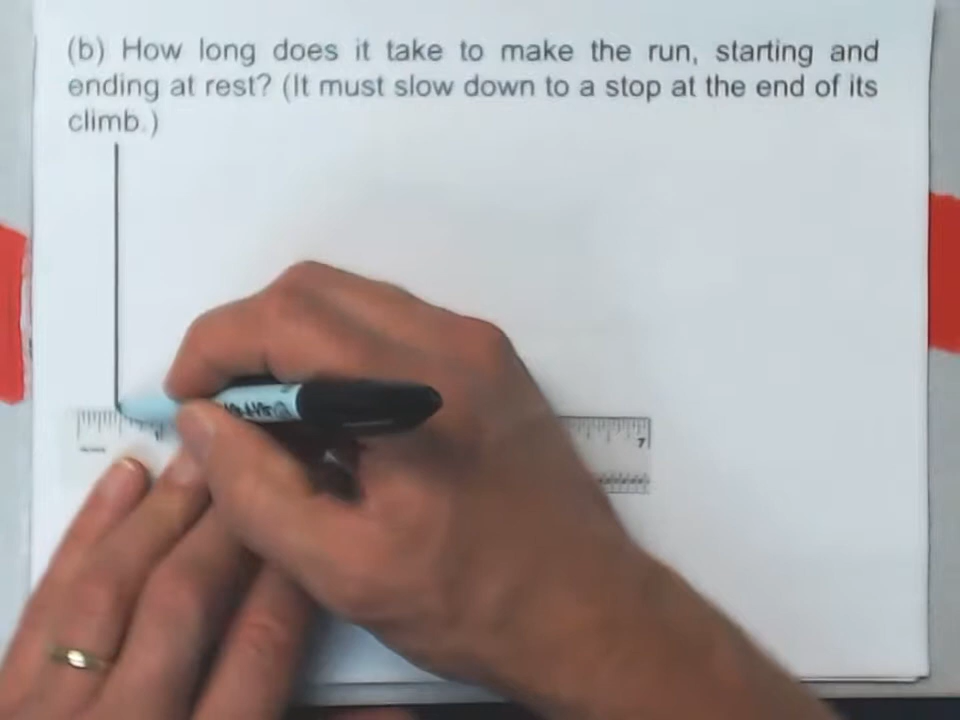 (b) How long does it take to make the run, starting and
ending at rest? (It must slow down to a stop at the end of its
climb.)
7